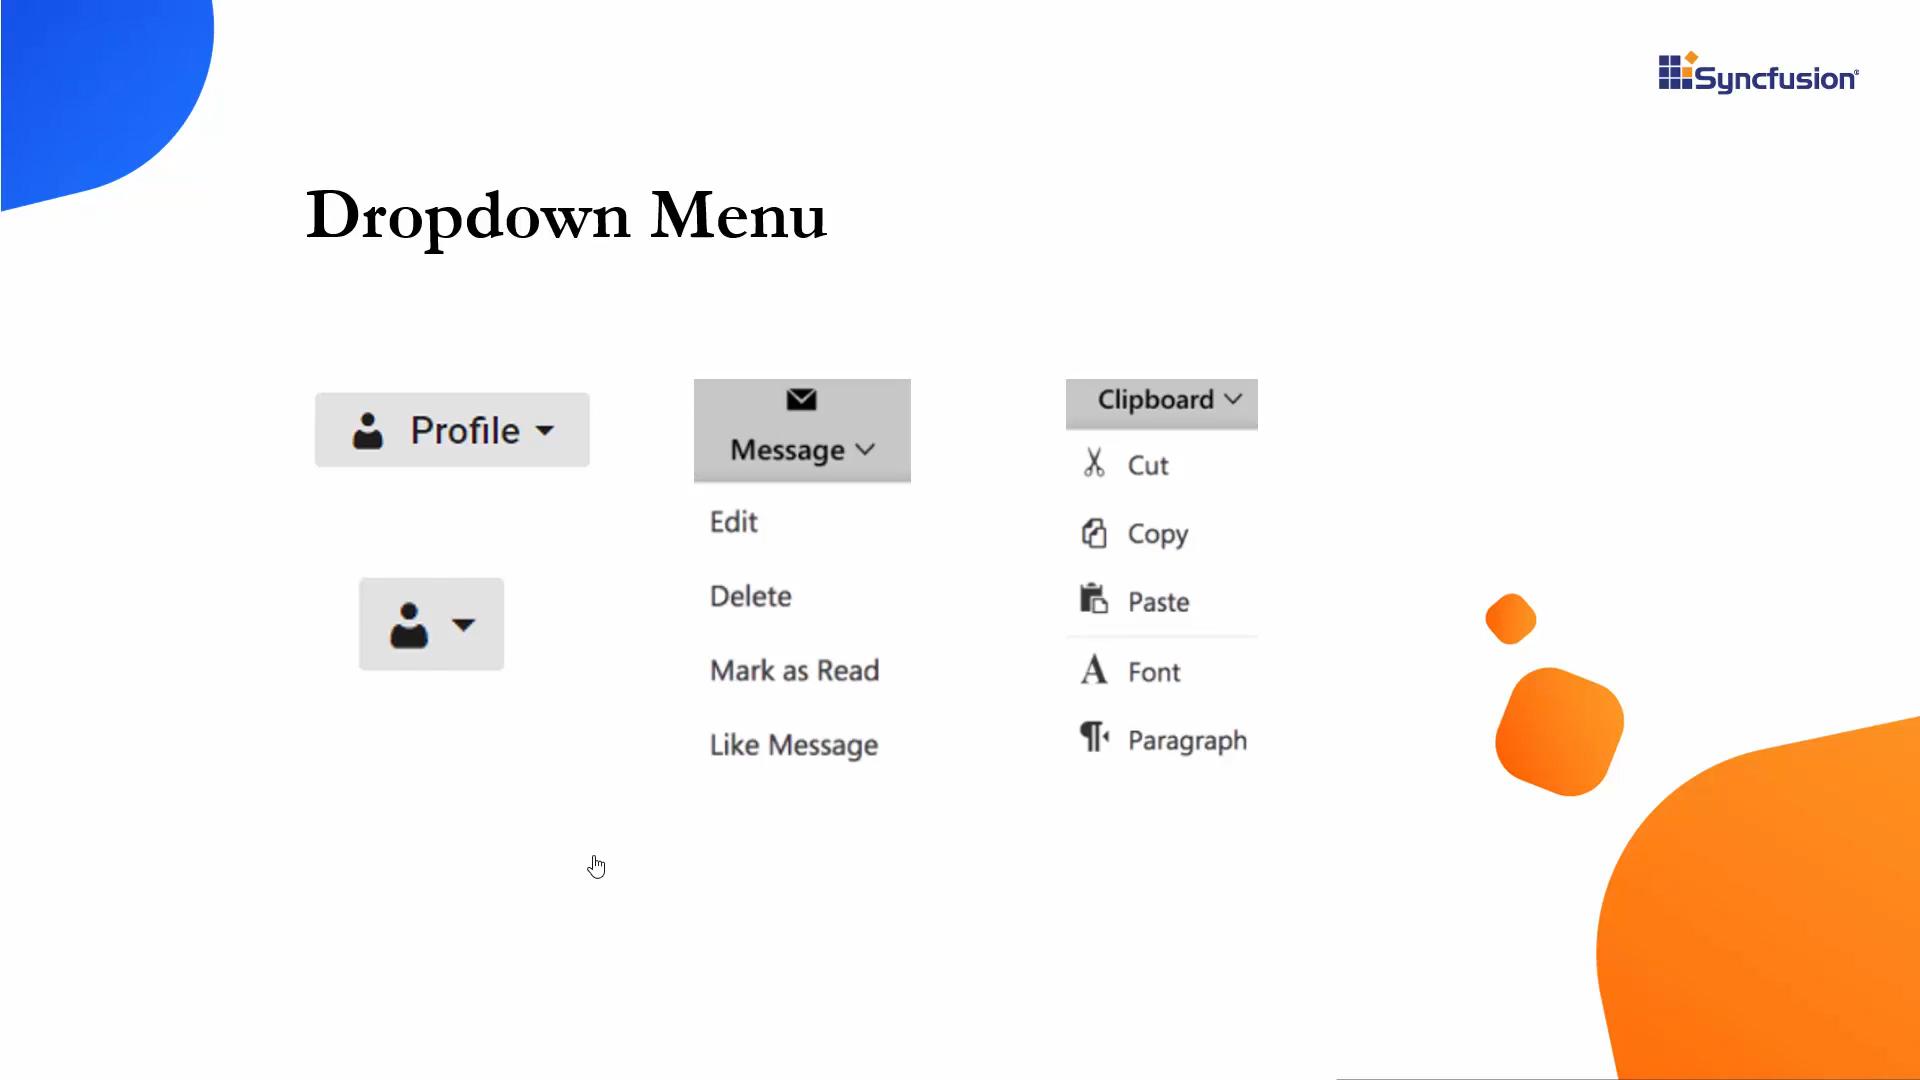 Syncfusion®
Dropdown Menu
Profile
Message
Edit
Delete
Mark as Read
Like Message
Clipboard
Cut
Copy
Paste
Font
Paragraph